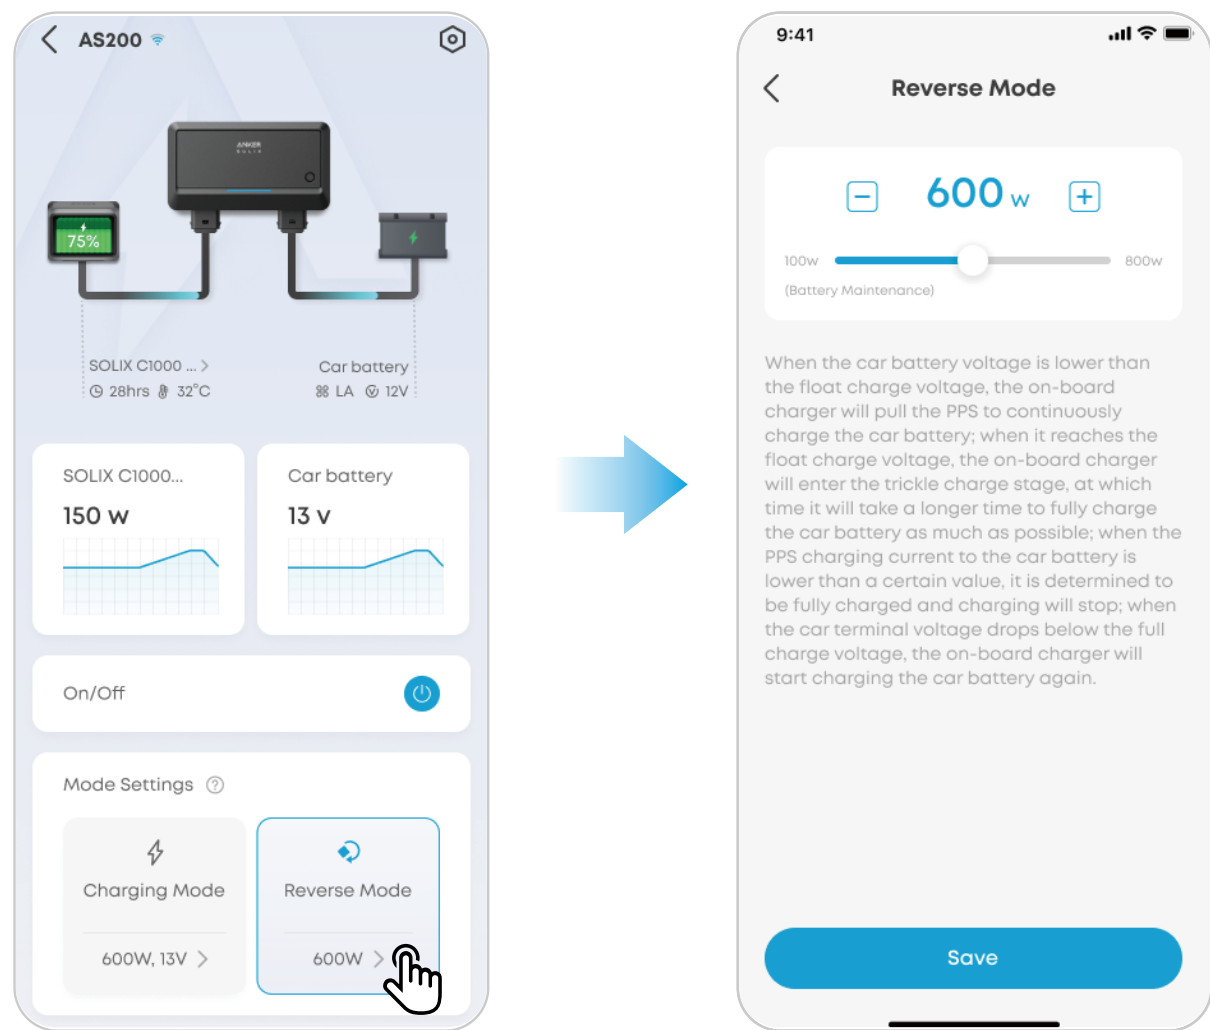 AS200
ANKER
SOLIX
75%
SOLIX C1000 ...
28hrs 32°C
Car battery
LA 12V
SOLIX C1000...
150 W
Car battery
13 V
On/Off
Mode Settings
Charging Mode
600W, 13V
Reverse Mode
600W
9:41
Reverse Mode
600 W
100W
800W
(Battery Maintenance)
When the car battery voltage is lower than
the float charge voltage, the on-board
charger will pull the PPS to continuously
charge the car battery; when it reaches the
float charge voltage, the on-board charger
will enter the trickle charge stage, at which
time it will take a longer time to fully charge
the car battery as much as possible; when the
PPS charging current to the car battery is
lower than a certain value, it is determined to
be fully charged and charging will stop; when
the car terminal voltage drops below the full
charge voltage, the on-board charger will
start charging the car battery again.
Save